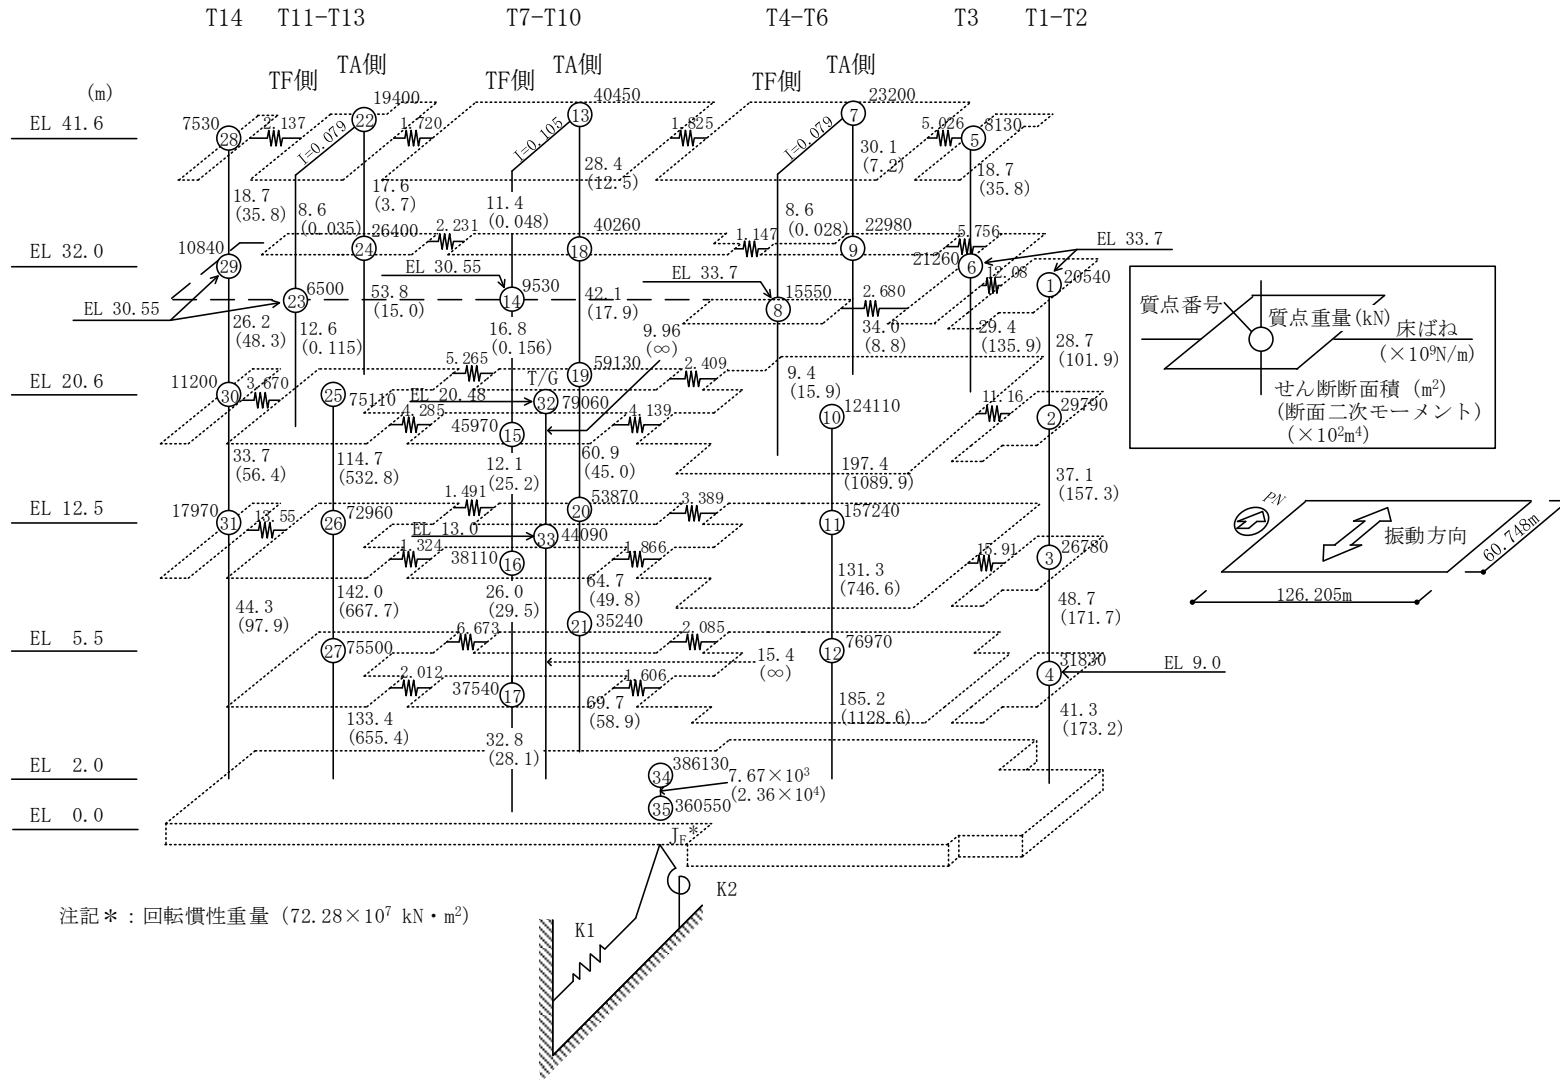 T14 T11-T13 T7-T10 T4-T6 T3 T1-T2
TF側 TA側 TF側 TA側 TF側 TA側
(m)
EL 41.6
7530 28 2.137 19400 22 1.720 40450 13 1.825 23200 7 5.026 8130 5
I=0.079 I=0.105 I=0.079
18.7
(35.8)
8.6
(0.035)
17.6
(3.7)
11.4
(0.048)
28.4
(12.5)
8.6
(0.028)
30.1
(7.2)
18.7
(35.8)
EL 32.0
10840 29 26400 24 2.231 40260 18 1.147 22980 9 5.756 21260 6 12.08 20540 1
EL 33.7
EL 30.55
6500 23
EL 30.55
9530 14
EL 33.7
15550 8 2.680
26.2
(48.3)
12.6
(0.115)
53.8
(15.0)
16.8
(0.156)
42.1
(17.9)
9.96
(∞)
34.0
(8.8)
29.4
(135.9)
28.7
(101.9)
EL 20.6
11200 30 3.670 25 75110 5.265 59130 19 2.409
T/G
EL 20.48 32 79060
4.285 45970 15 4.139
9.4
(15.9)
124110 10 11.16 29790 2
33.7
(56.4)
114.7
(532.8)
12.1
(25.2)
60.9
(45.0)
197.4
(1089.9)
37.1
(157.3)
EL 12.5
17970 31 13.55 26 72960 1.491 53870 20 3.389 157240 11
EL 13.0 33 44090
1.324 38110 16 1.866 15.91 26780 3
44.3
(97.9)
142.0
(667.7)
26.0
(29.5)
64.7
(49.8)
131.3
(746.6)
48.7
(171.7)
EL 5.5
27 75500 6.673 21 35240 2.085 12 76970
15.4
(∞)
31830 4 EL 9.0
2.012 37540 17 1.606
133.4
(655.4)
32.8
(28.1)
69.7
(58.9)
185.2
(1128.6)
41.3
(173.2)
EL 2.0
34 386130
7.67×10³
(2.36×10⁴)
EL 0.0
35 360550
J_E*
K2
K1
注記＊：回転慣性重量 (72.28×10⁷ kN・m²)
質点番号
質点重量(kN)
床ばね
(×10⁹N/m)
せん断断面積 (m²)
(断面二次モーメント)
(×10²m⁴)
PN
振動方向
60.748m
126.205m